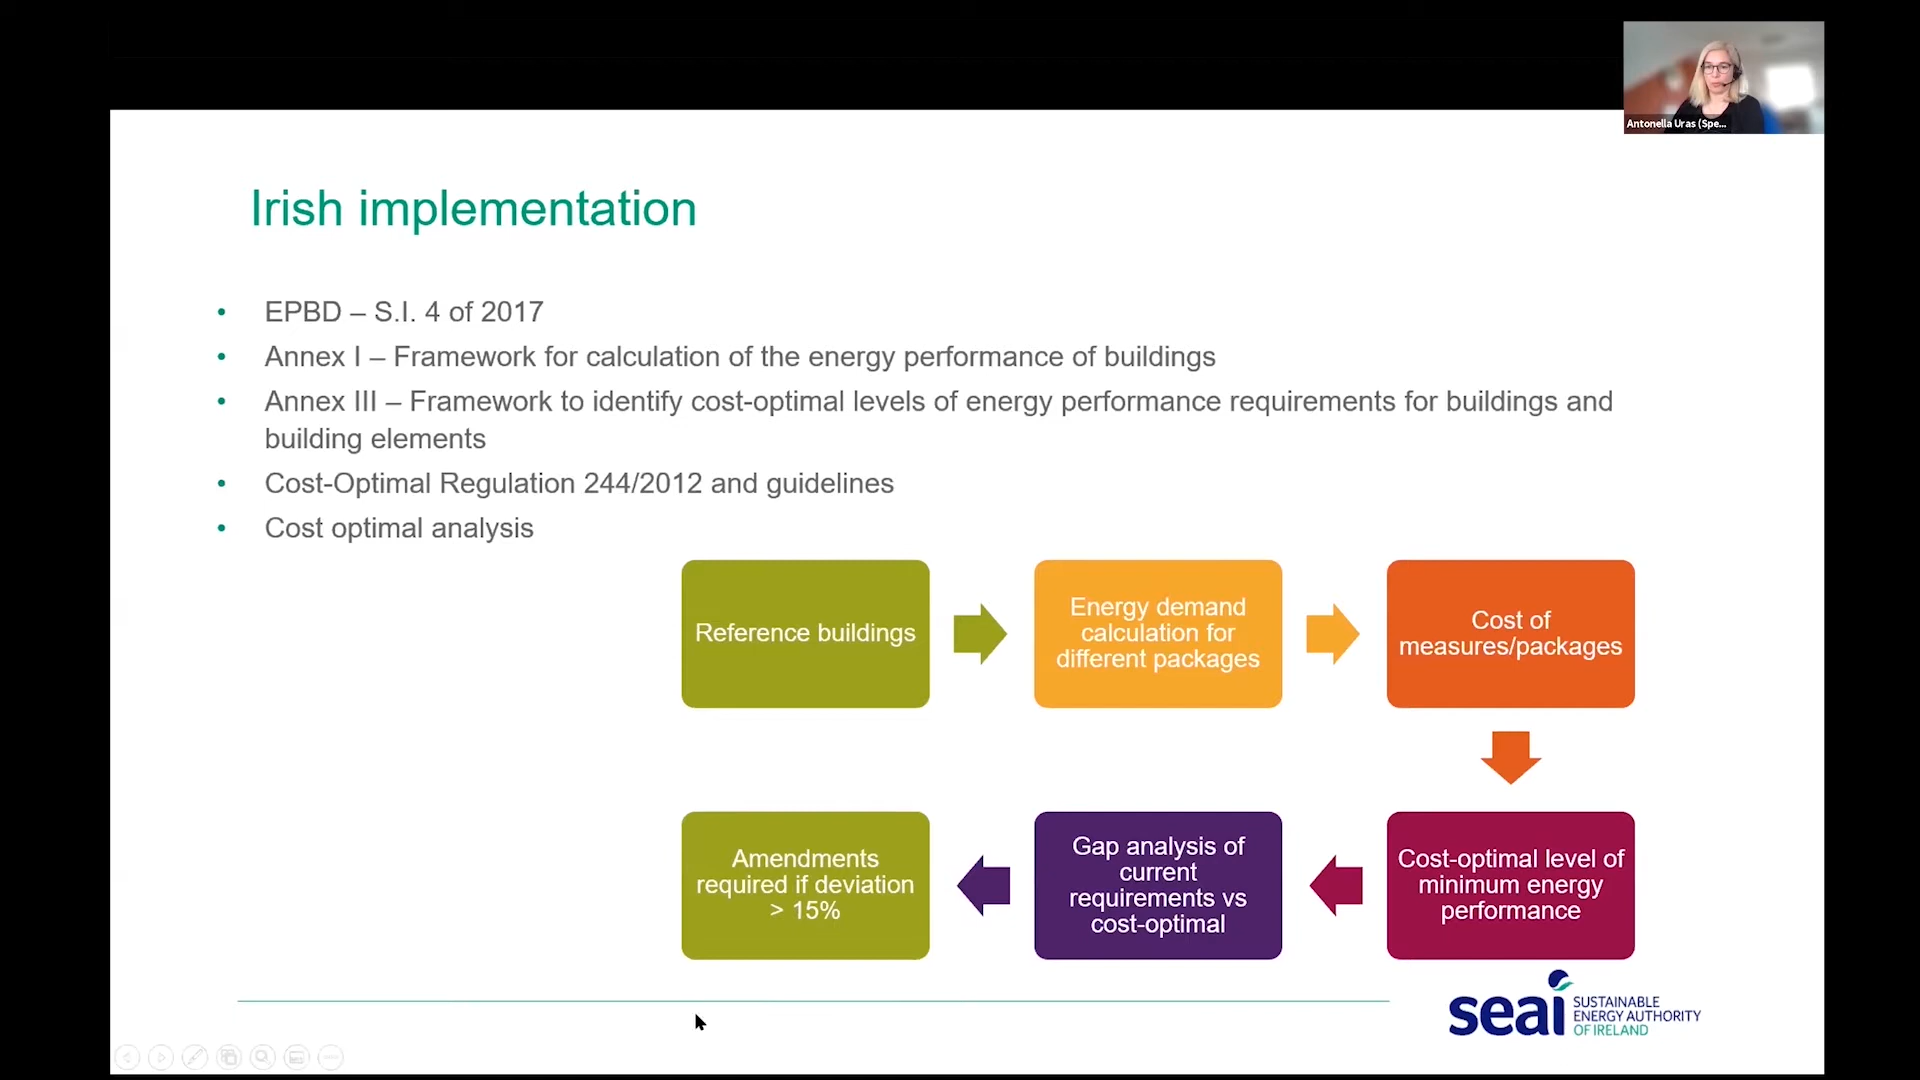 Antonella Uras (Spe...
Irish implementation
• EPBD – S.I. 4 of 2017
• Annex I – Framework for calculation of the energy performance of buildings
• Annex III – Framework to identify cost-optimal levels of energy performance requirements for buildings and
building elements
• Cost-Optimal Regulation 244/2012 and guidelines
• Cost optimal analysis
Reference buildings
Energy demand
calculation for
different packages
Cost of
measures/packages
Cost-optimal level of
minimum energy
performance
Gap analysis of
current
requirements vs
cost-optimal
Amendments
required if deviation
> 15%
seai
SUSTAINABLE
ENERGY AUTHORITY
OF IRELAND